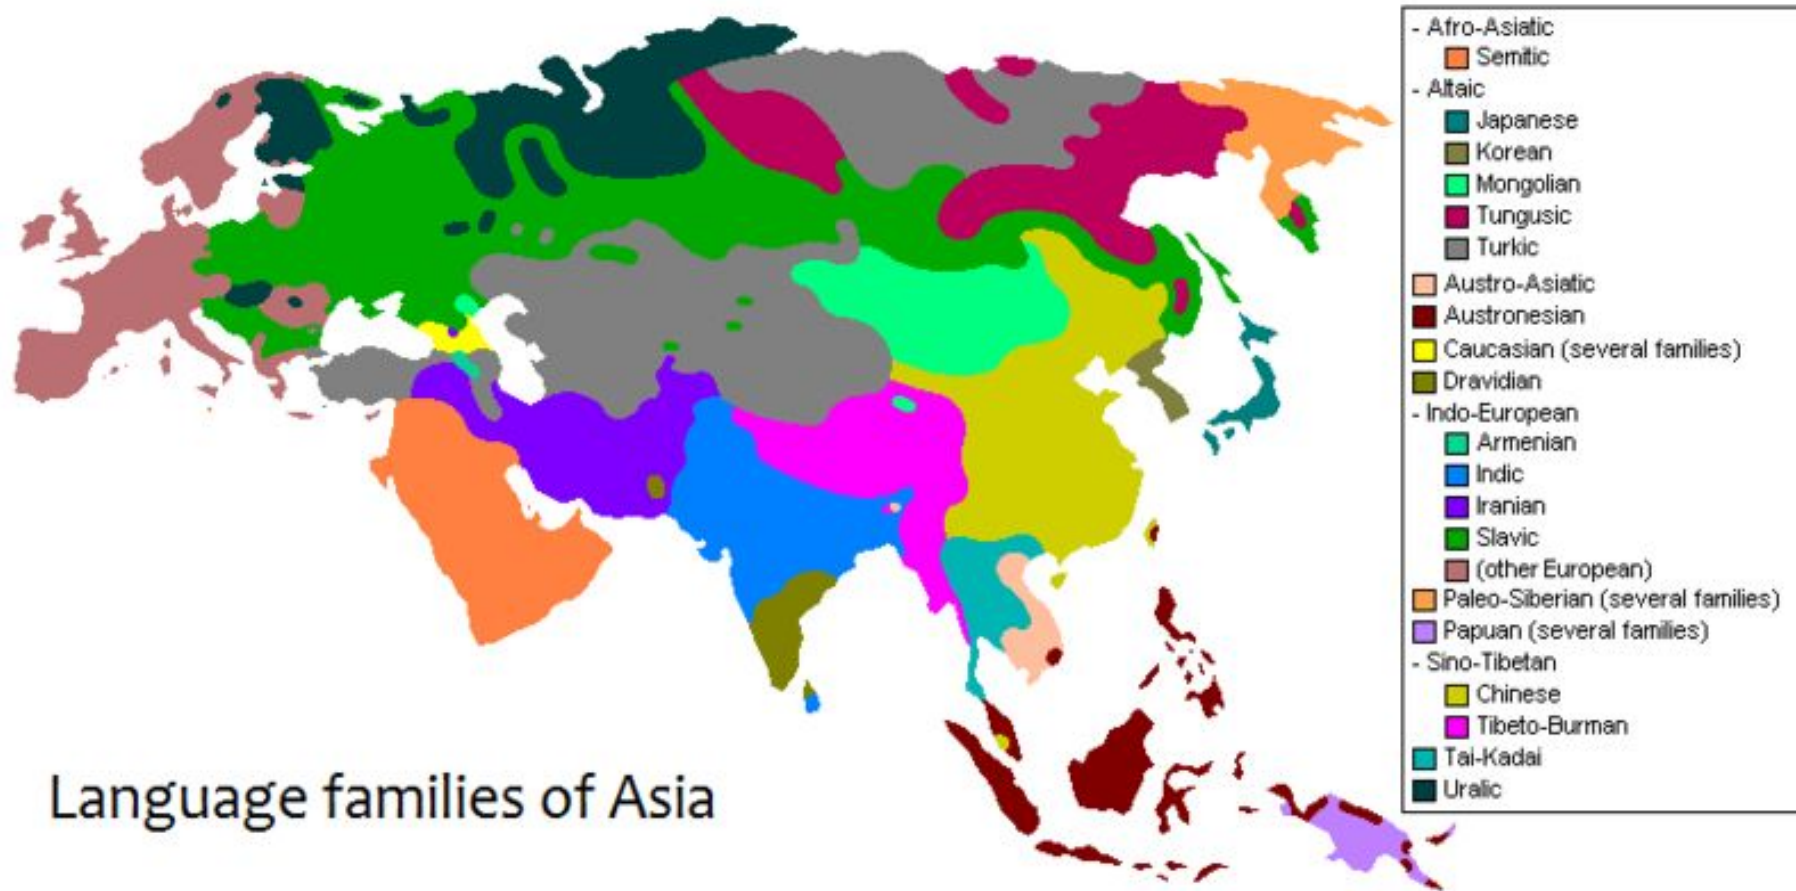 - Afro-Asiatic
Semitic
- Altaic
Japanese
Korean
Mongolian
Tungusic
Turkic
Austro-Asiatic
Austronesian
Caucasian (several families)
Dravidian
- Indo-European
Armenian
Indic
Iranian
Slavic
(other European)
Paleo-Siberian (several families)
Papuan (several families)
- Sino-Tibetan
Chinese
Tibeto-Burman
Tai-Kadai
Uralic
Language families of Asia